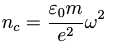 n_c = \frac{\varepsilon_0 m}{e^2} \omega^2